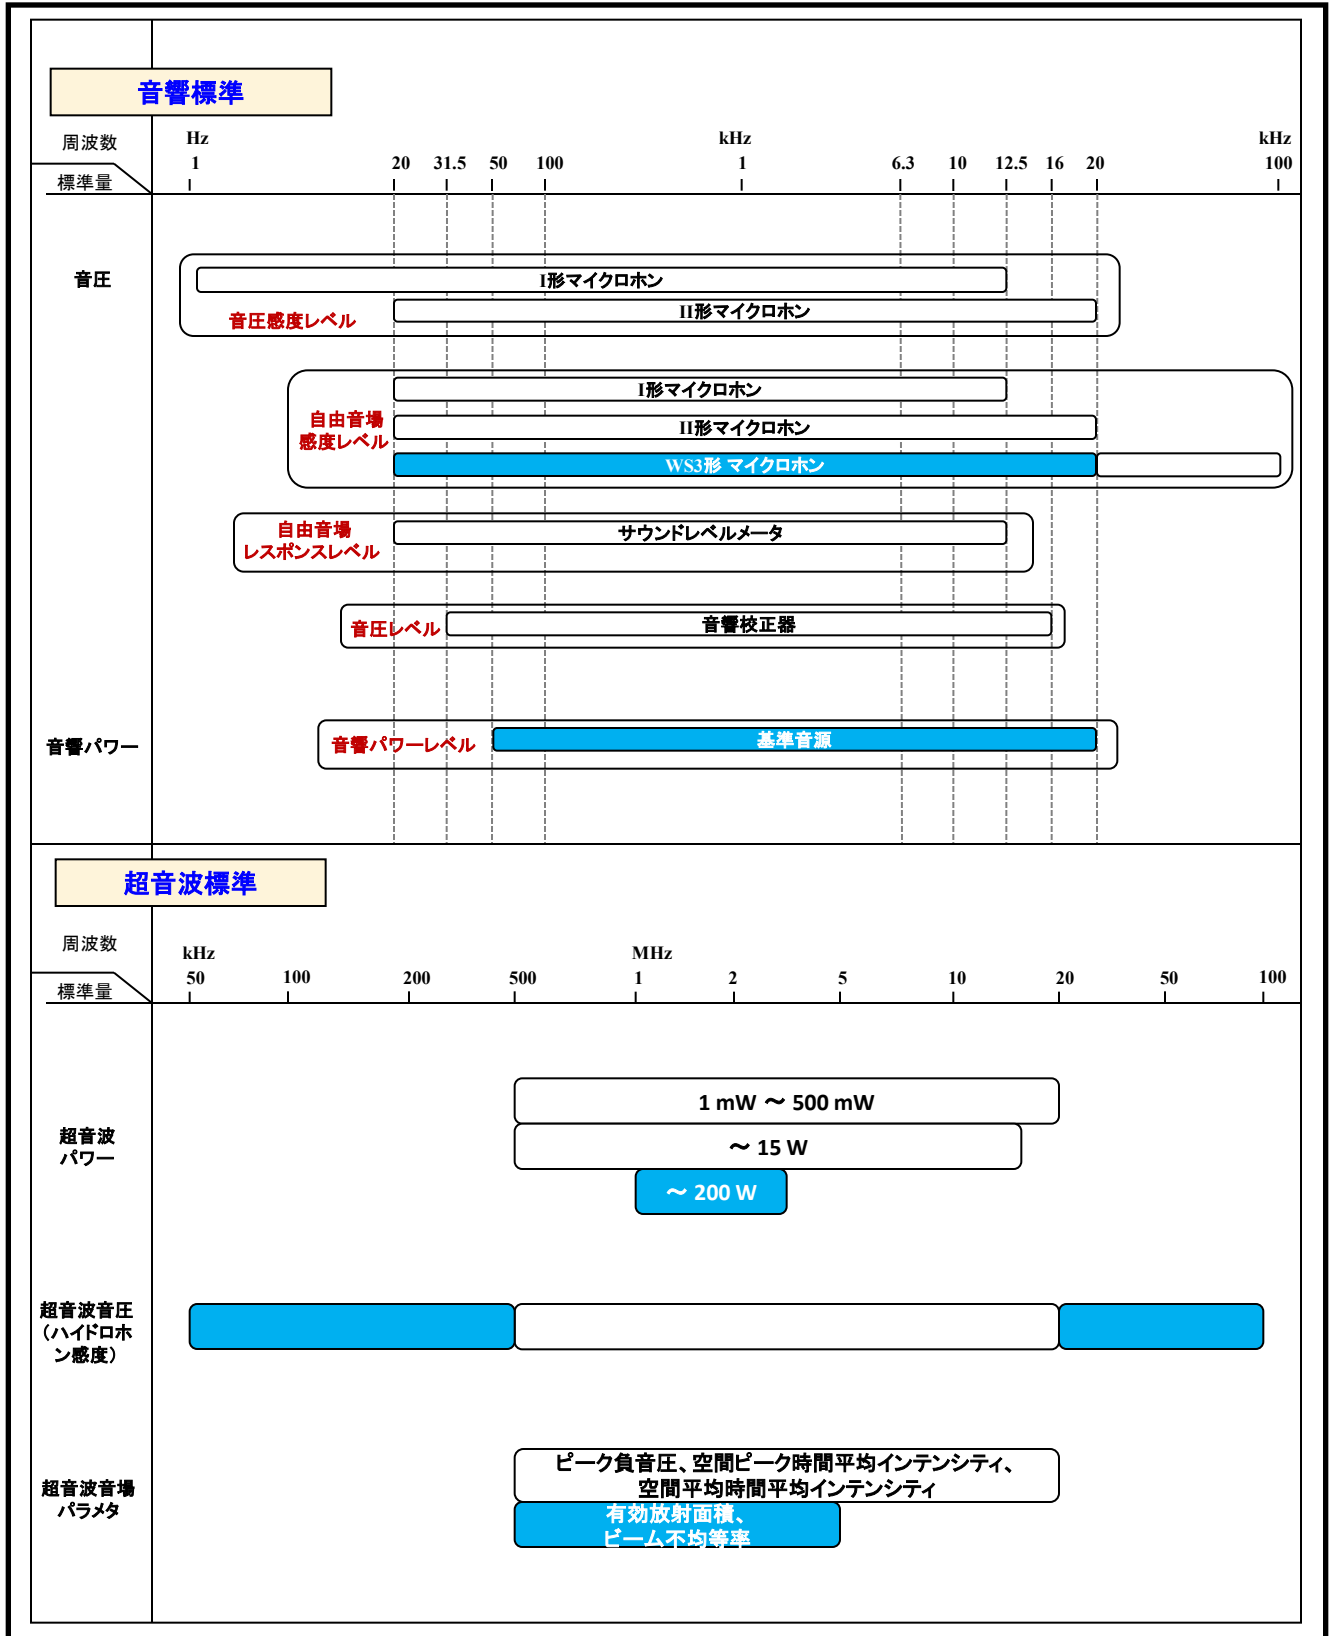 音響標準
周波数
標準量
Hz kHz kHz
1 20 31.5 50 100 1 6.3 10 12.5 16 20 100
音圧
I形マイクロホン
II形マイクロホン
音圧感度レベル
I形マイクロホン
自由音場
感度レベル
II形マイクロホン
WS3形 マイクロホン
自由音場
レスポンスレベル
サウンドレベルメータ
音圧レベル
音響校正器
音響パワー
音響パワーレベル
基準音源
超音波標準
周波数
標準量
kHz MHz
50 100 200 500 1 2 5 10 20 50 100
超音波
パワー
1 mW ～ 500 mW
～ 15 W
～ 200 W
超音波音圧
（ハイドロホ
ン感度）
超音波音場
パラメタ
ピーク負音圧、空間ピーク時間平均インテンシティ、
空間平均時間平均インテンシティ
有効放射面積、
ビーム不均等率